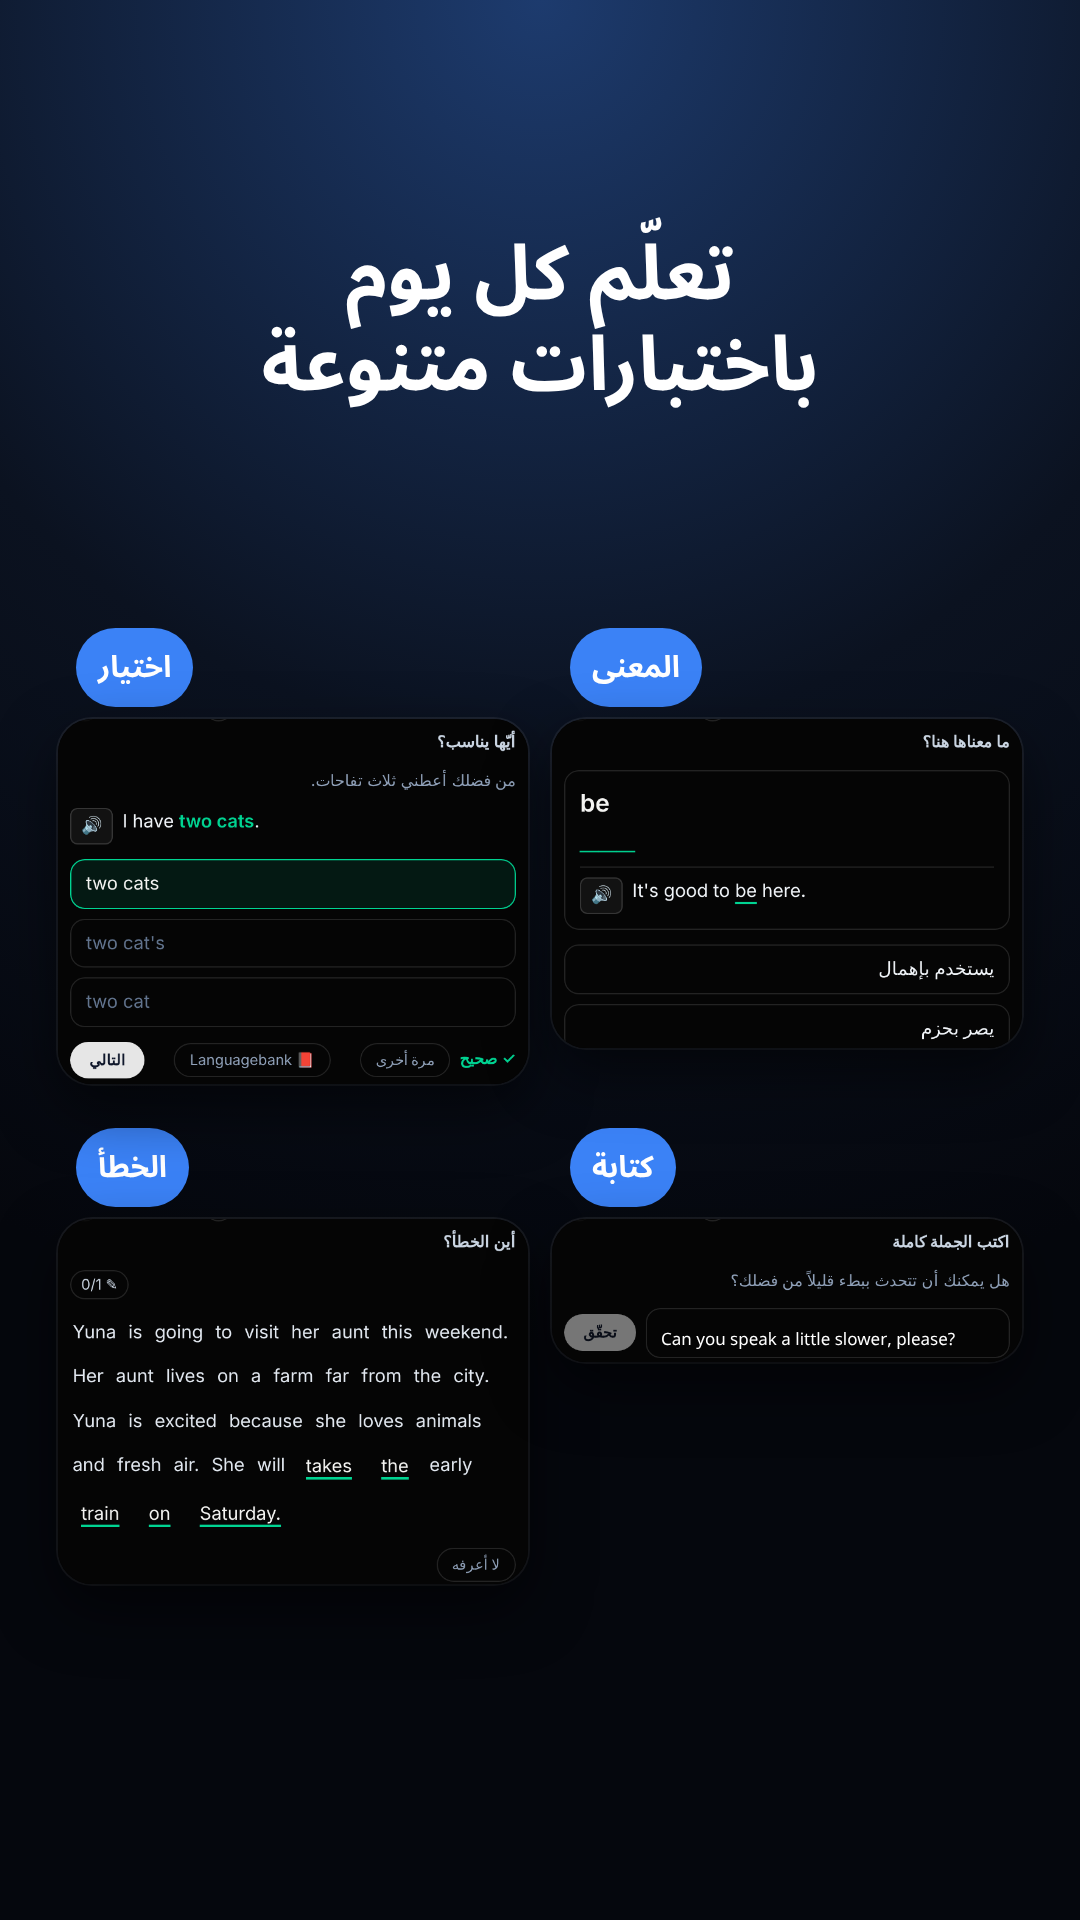 تعلّم كل يوم
باختبارات متنوعة
اختيار
أيّها يناسب؟
من فضلك أعطني ثلاث تفاحات.
I have two cats.
two cats
two cat's
two cat
✓ صحيح
مرة أخرى
Languagebank
التالي
المعنى
ما معناها هنا؟
be
It's good to be here.
يستخدم بإهمال
يصر بحزم
الخطأ
أين الخطأ؟
0/1 ✎
Yuna is going to visit her aunt this weekend.
Her aunt lives on a farm far from the city.
Yuna is excited because she loves animals
and fresh air. She will takes the early
train on Saturday.
لا أعرفه
كتابة
اكتب الجملة كاملة
هل يمكنك أن تتحدث ببطء قليلاً من فضلك؟
Can you speak a little slower, please?
تحقّق